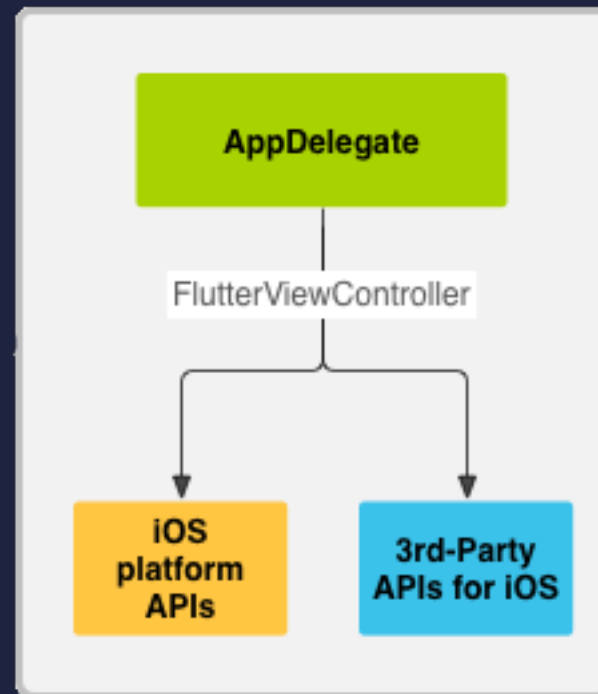 AppDelegate
FlutterViewController
iOS
platform
APIs
3rd-Party
APIs for iOS